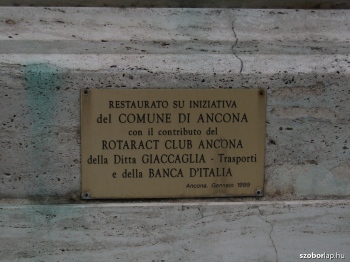 RESTAURATO SU INIZIATIVA
del COMUNE DI ANCONA
con il contributo del
ROTARACT CLUB ANCONA
della Ditta GIACCAGLIA - Trasporti
e della BANCA D'ITALIA
Ancona, Gennaio 1999
szoborlap.hu